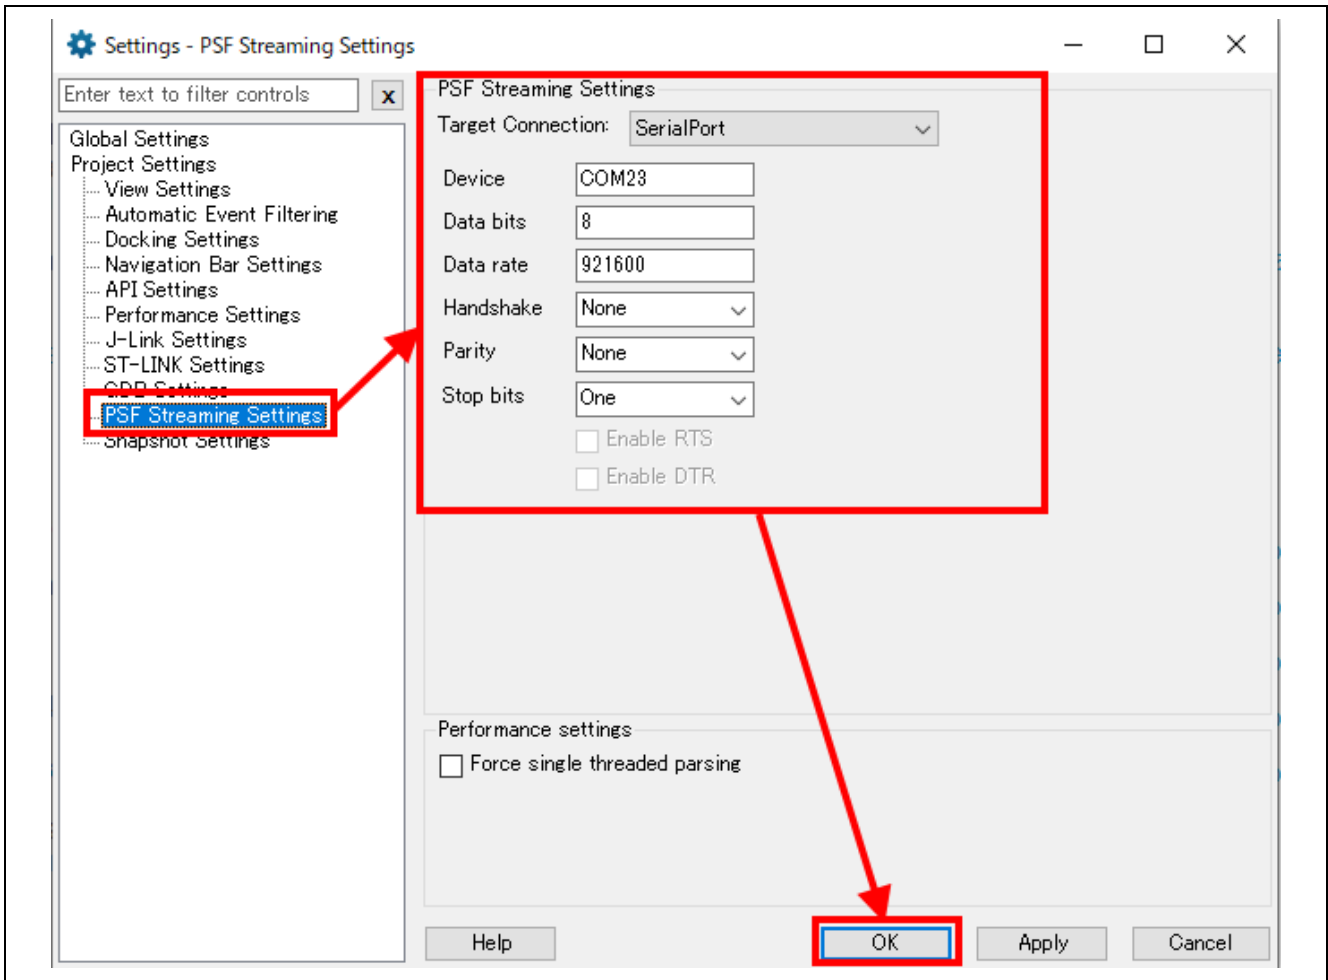 Settings - PSF Streaming Settings
Enter text to filter controls
x
Global Settings
Project Settings
View Settings
Automatic Event Filtering
Docking Settings
Navigation Bar Settings
API Settings
Performance Settings
J-Link Settings
ST-LINK Settings
GDB Settings
PSF Streaming Settings
Snapshot Settings
PSF Streaming Settings
Target Connection: SerialPort
Device COM23
Data bits 8
Data rate 921600
Handshake None
Parity None
Stop bits One
Enable RTS
Enable DTR
Performance settings
Force single threaded parsing
Help OK Apply Cancel